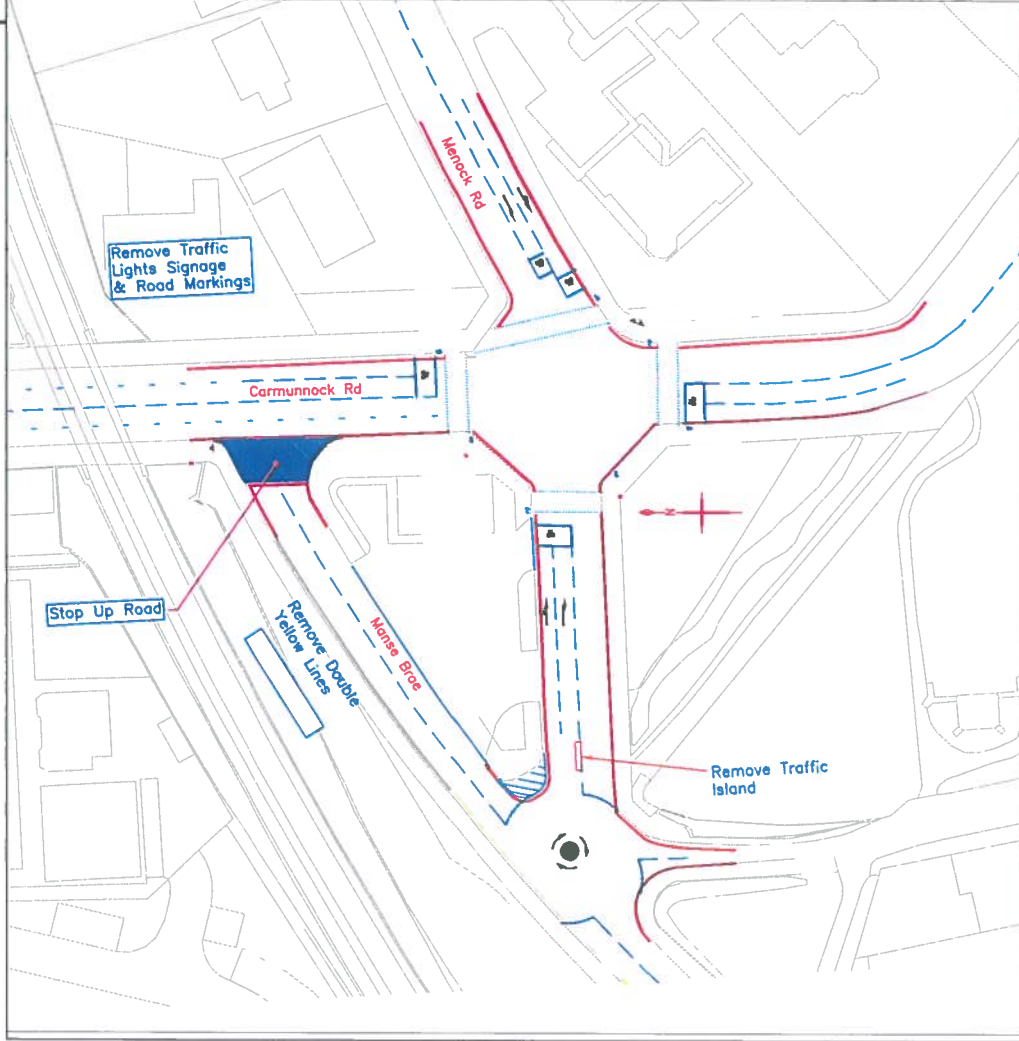 Menock Rd
Remove Traffic
Lights Signage
& Road Markings
Carmunnock Rd
N
Stop Up Road
Remove Double
Yellow Lines
Manse Brae
Remove Traffic
Island